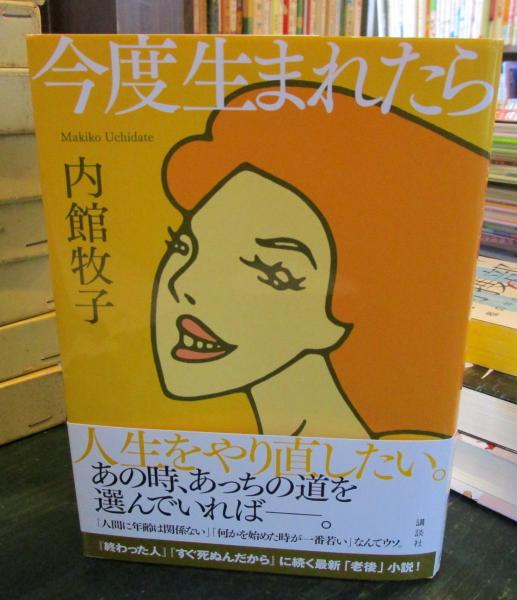 今度生まれたら
Makiko Uchidate
内館牧子
人生をやり直したい。
あの時、あっちの道を
選んでいれば――。
「人間に年齢は関係ない」「何かを始めた時が一番若い」なんてウソ。
講談社
『終わった人』『すぐ死ぬんだから』に続く最新「老後」小説!